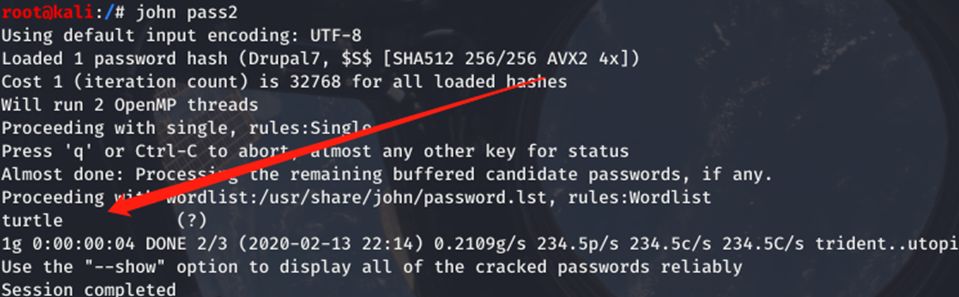 root@kali:/# john pass2
Using default input encoding: UTF-8
Loaded 1 password hash (Drupal7, $S$ [SHA512 256/256 AVX2 4x])
Cost 1 (iteration count) is 32768 for all loaded hashes
Will run 2 OpenMP threads
Proceeding with single, rules:Single
Press 'q' or Ctrl-C to abort, almost any other key for status
Almost done: Processing the remaining buffered candidate passwords, if any.
Proceeding with wordlist:/usr/share/john/password.lst, rules:Wordlist
turtle (?)
1g 0:00:00:04 DONE 2/3 (2020-02-13 22:14) 0.2109g/s 234.5p/s 234.5c/s 234.5C/s trident..utopi
Use the "--show" option to display all of the cracked passwords reliably
Session completed